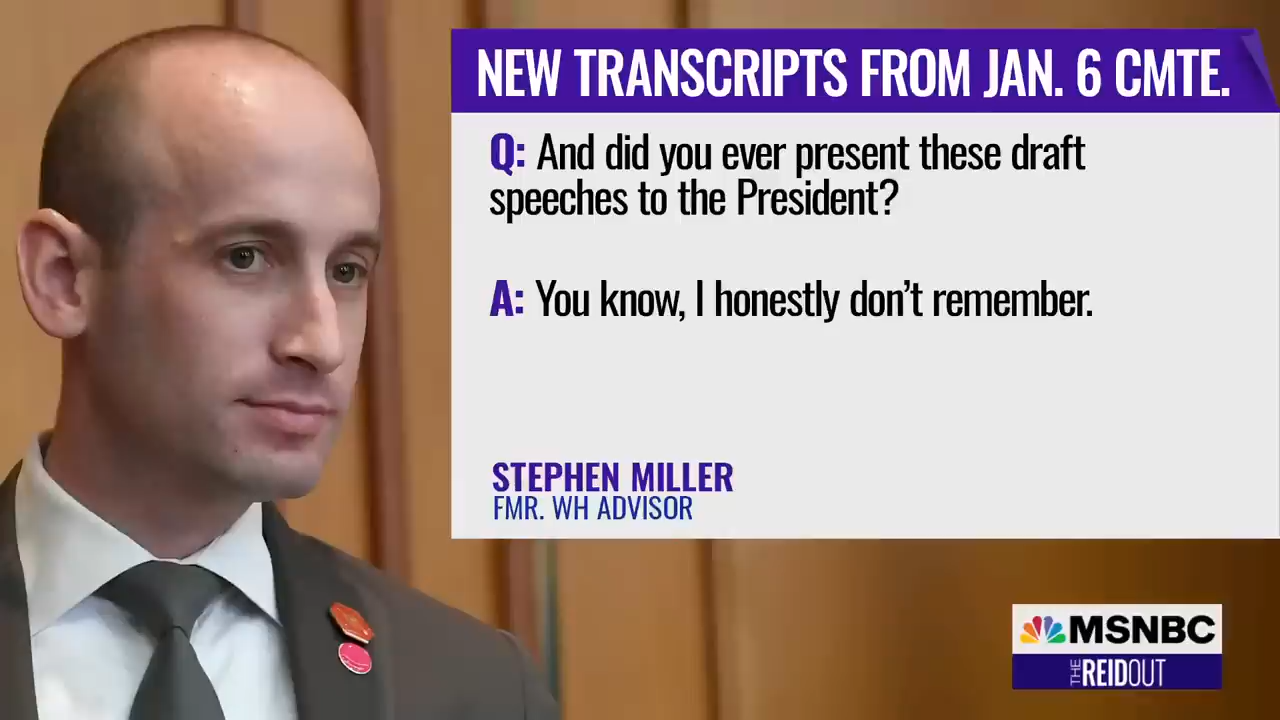 NEW TRANSCRIPTS FROM JAN. 6 CMTE.
Q: And did you ever present these draft
speeches to the President?
A: You know, I honestly don’t remember.
STEPHEN MILLER
FMR. WH ADVISOR
MSNBC
THE REIDOUT